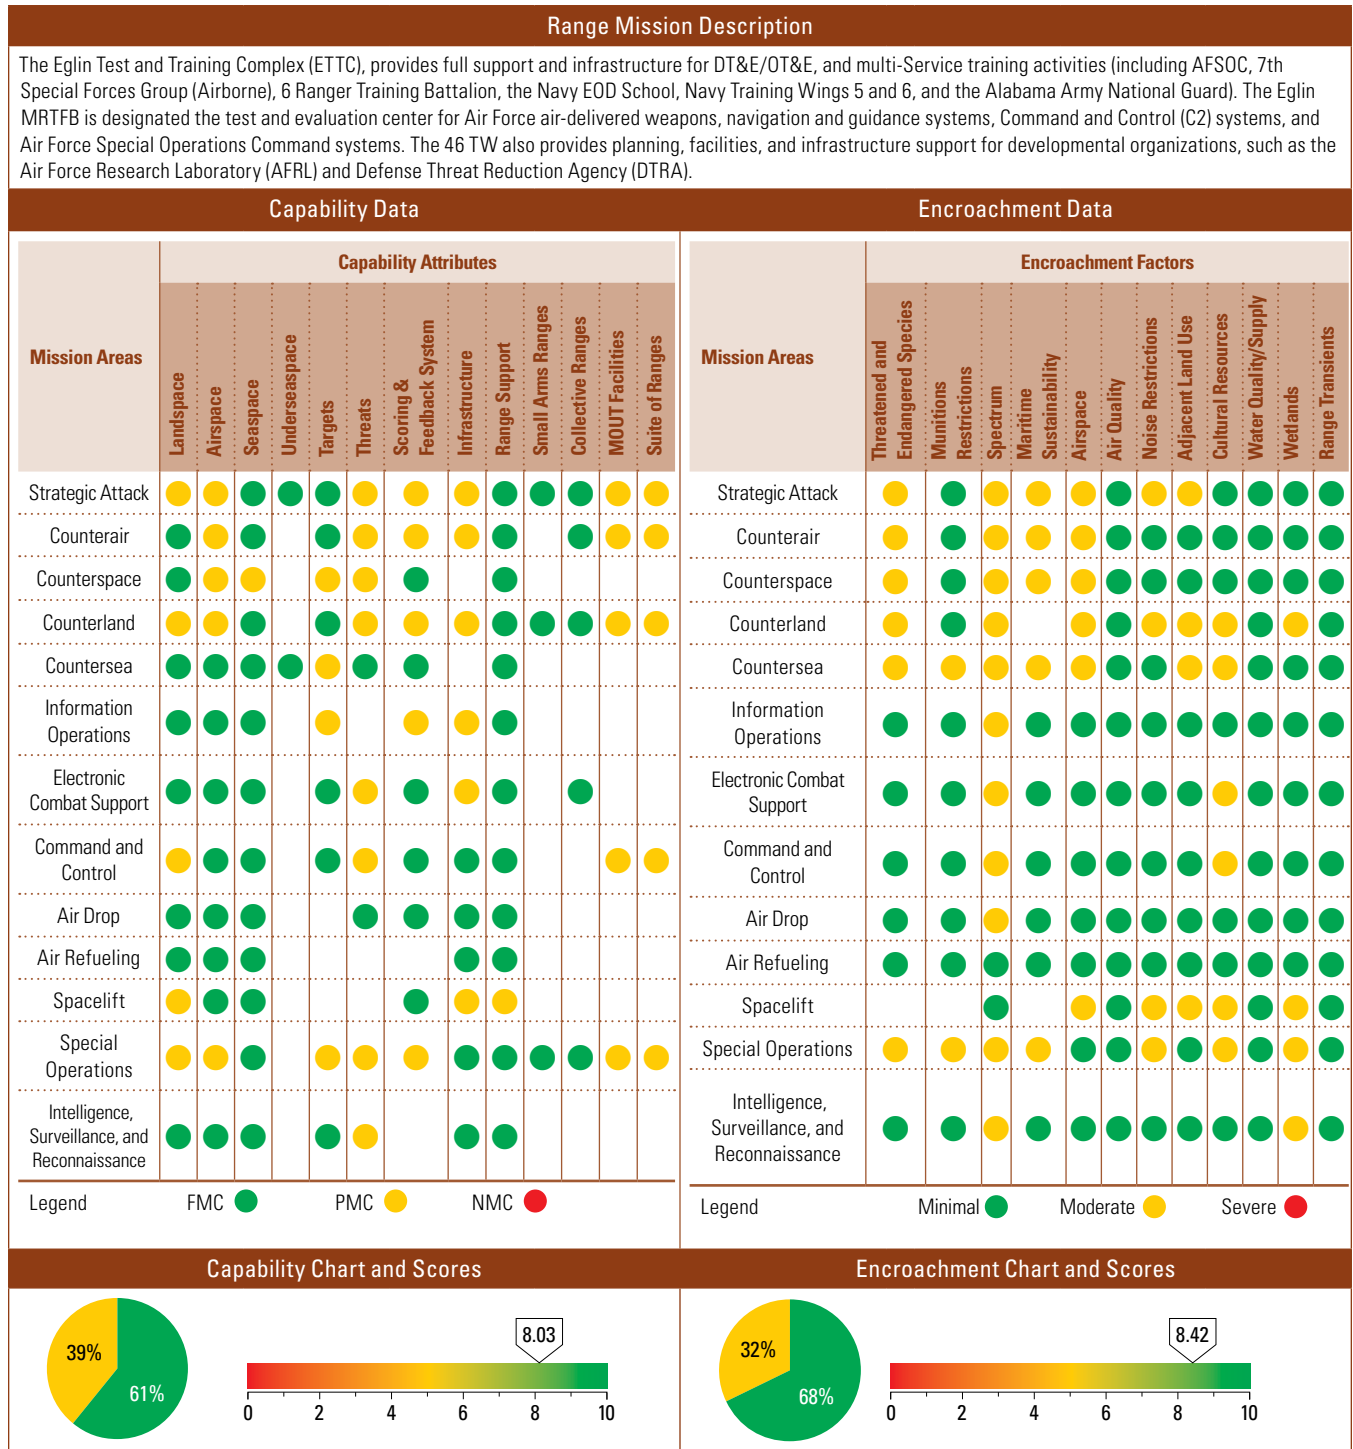 Range Mission Description
The Eglin Test and Training Complex (ETTC), provides full support and infrastructure for DT&E/OT&E, and multi-Service training activities (including AFSOC, 7th
Special Forces Group (Airborne), 6 Ranger Training Battalion, the Navy EOD School, Navy Training Wings 5 and 6, and the Alabama Army National Guard). The Eglin
MRTFB is designated the test and evaluation center for Air Force air-delivered weapons, navigation and guidance systems, Command and Control (C2) systems, and
Air Force Special Operations Command systems. The 46 TW also provides planning, facilities, and infrastructure support for developmental organizations, such as the
Air Force Research Laboratory (AFRL) and Defense Threat Reduction Agency (DTRA).
Capability Data
Mission Areas
Capability Attributes
Landspace
Airspace
Seaspace
Underseaspace
Targets
Threats
Scoring &
Feedback System
Infrastructure
Range Support
Small Arms Ranges
Collective Ranges
MOUT Facilities
Suite of Ranges
Strategic Attack
Counterair
Counterspace
Counterland
Countersea
Information
Operations
Electronic
Combat Support
Command and
Control
Air Drop
Air Refueling
Spacelift
Special
Operations
Intelligence,
Surveillance, and
Reconnaissance
Legend FMC PMC NMC
Encroachment Data
Mission Areas
Encroachment Factors
Threatened and
Endangered Species
Munitions
Restrictions
Spectrum
Maritime
Sustainability
Airspace
Air Quality
Noise Restrictions
Adjacent Land Use
Cultural Resources
Water Quality/Supply
Wetlands
Range Transients
Strategic Attack
Counterair
Counterspace
Counterland
Countersea
Information
Operations
Electronic Combat
Support
Command and
Control
Air Drop
Air Refueling
Spacelift
Special Operations
Intelligence,
Surveillance, and
Reconnaissance
Legend Minimal Moderate Severe
Capability Chart and Scores
39%
61%
8.03
0 2 4 6 8 10
Encroachment Chart and Scores
32%
68%
8.42
0 2 4 6 8 10